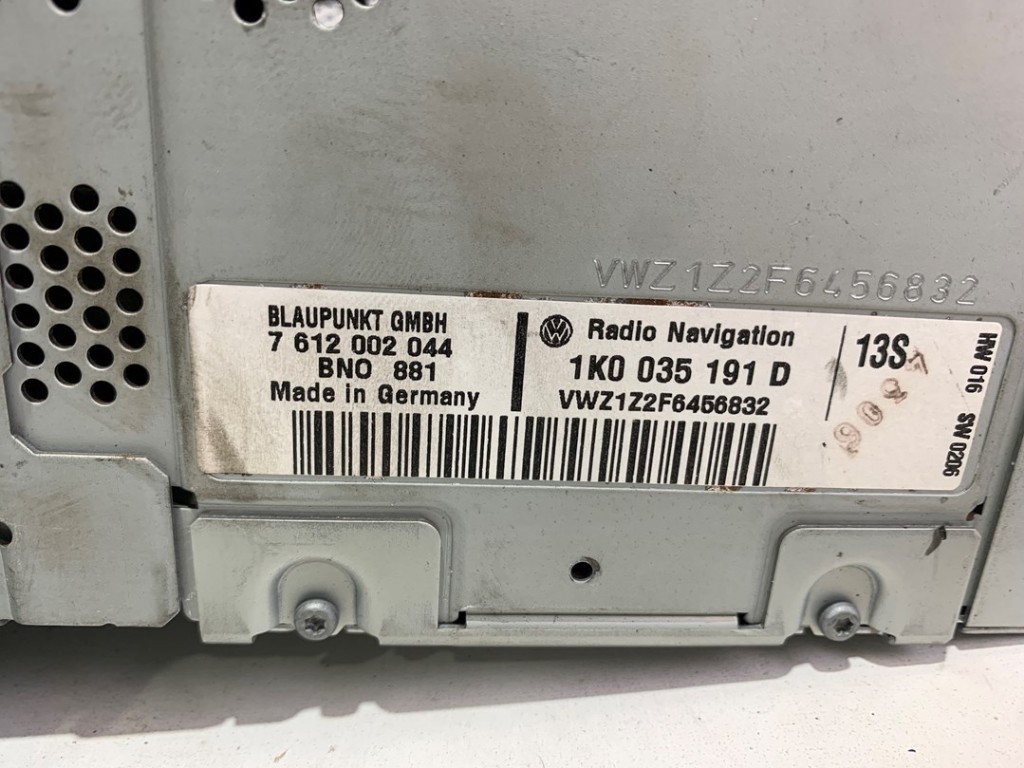 VWZ1Z2F6456832
BLAUPUNKT GMBH
7 612 002 044
BNO 881
Made in Germany
Radio Navigation
1K0 035 191 D
VWZ1Z2F6456832
13S
HW 016 SW 0206